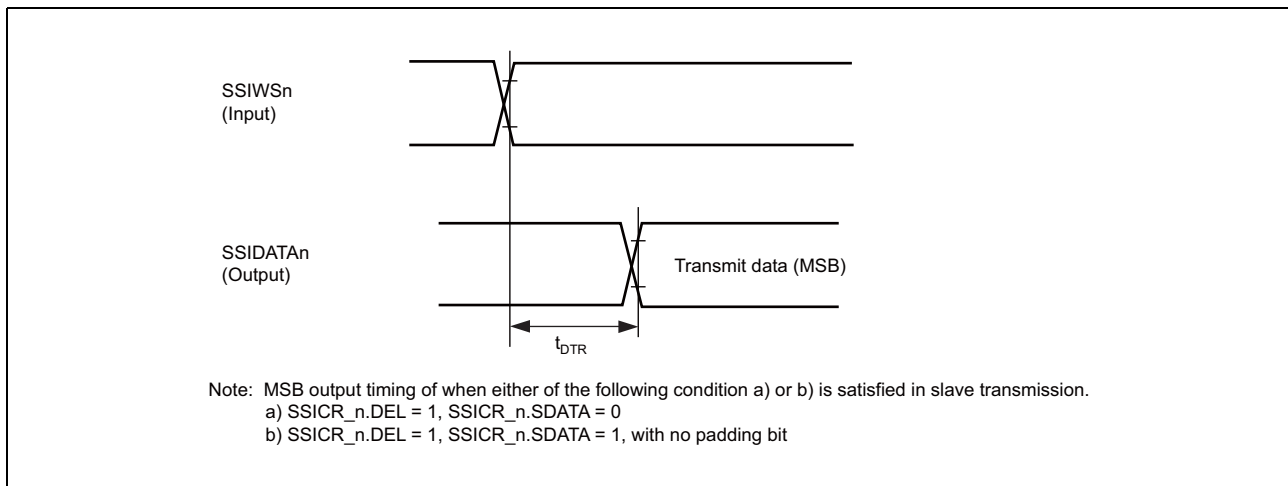 SSIWSn
(Input)
SSIDATAn
(Output)
Transmit data (MSB)
tDTR
Note: MSB output timing of when either of the following condition a) or b) is satisfied in slave transmission.
a) SSICR_n.DEL = 1, SSICR_n.SDATA = 0
b) SSICR_n.DEL = 1, SSICR_n.SDATA = 1, with no padding bit